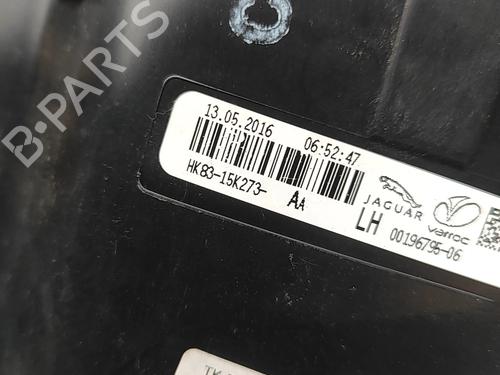 B-PARTS
13.05.2016 06:52:47
HK83-15K273- AA
JAGUAR varroc
LH 00196795-06